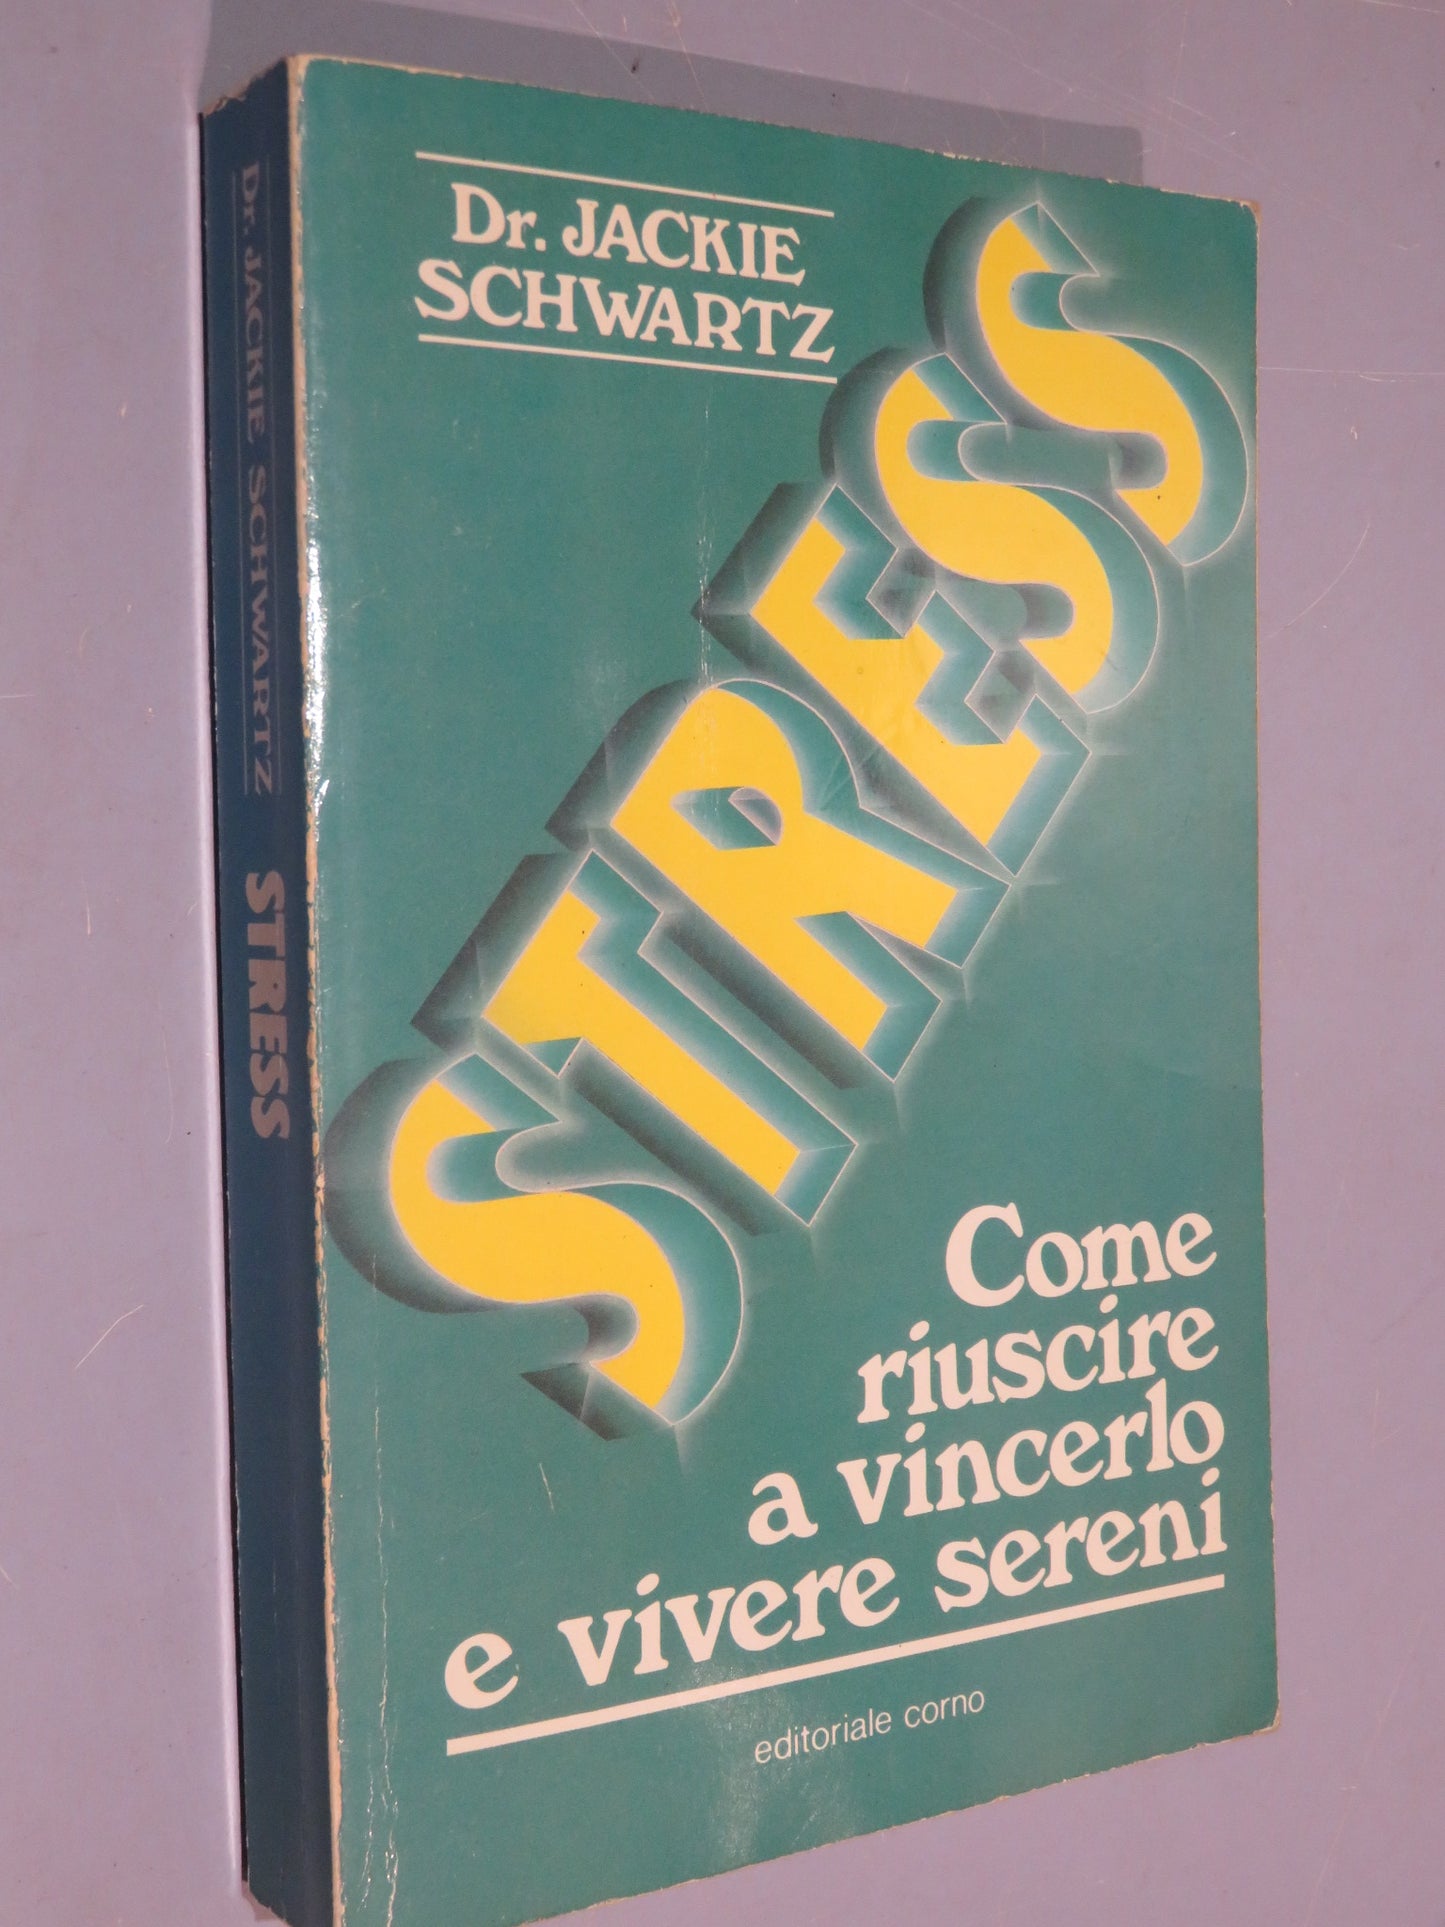 Dr. JACKIE SCHWARTZ STRESS
Dr. JACKIE
SCHWARTZ
STRESS
Come
riuscire
a vincerlo
e vivere sereni
editoriale corno